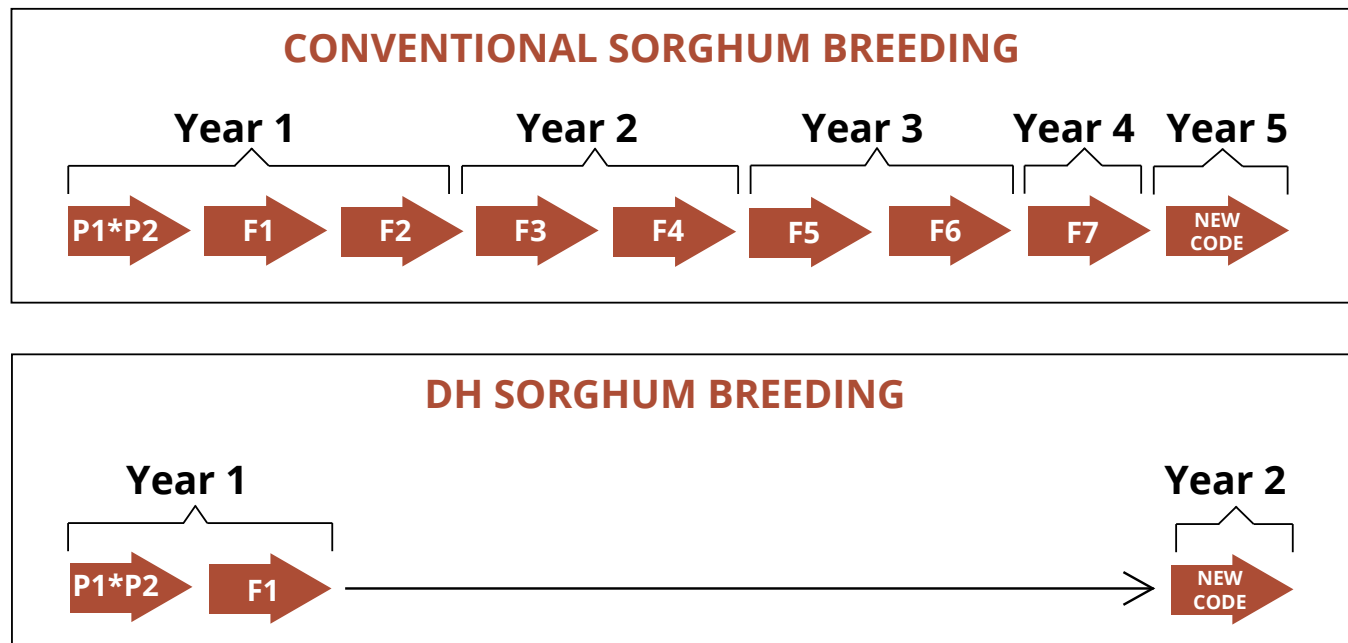 CONVENTIONAL SORGHUM BREEDING
Year 1
Year 2
Year 3
Year 4
Year 5
P1*P2
F1
F2
F3
F4
F5
F6
F7
NEW
CODE
DH SORGHUM BREEDING
Year 1
Year 2
P1*P2
F1
NEW
CODE